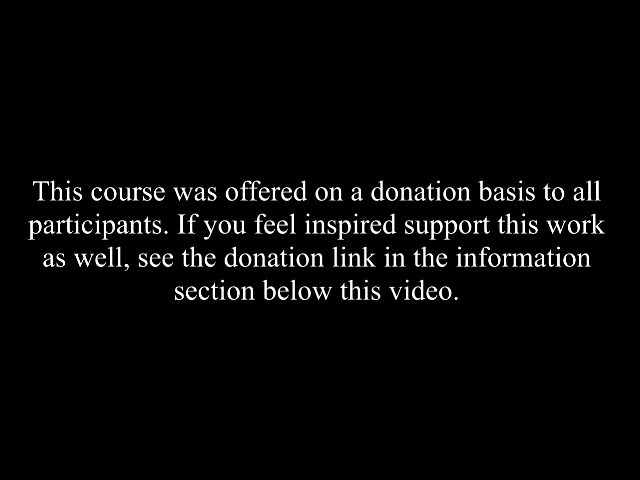 This course was offered on a donation basis to all
participants. If you feel inspired support this work
as well, see the donation link in the information
section below this video.